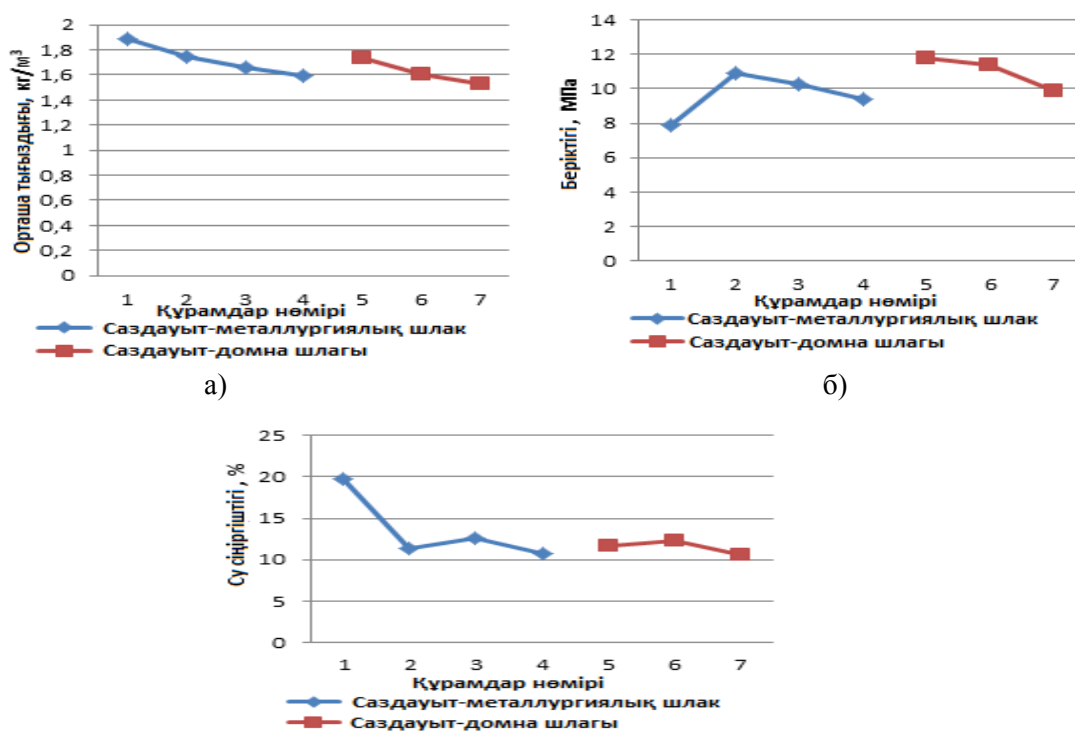 Орташа тығыздығы, кг/м³
2
1,8
1,6
1,4
1,2
1
0,8
0,6
0,4
0,2
0
1 2 3 4 5 6 7
Құрамдар нөмірі
Саздауыт-металлургиялық шлак
Саздауыт-домна шлагы
а)
Беріктігі, МПа
14
12
10
8
6
4
2
0
1 2 3 4 5 6 7
Құрамдар нөмірі
Саздауыт-металлургиялық шлак
Саздауыт-домна шлагы
б)
Су сіңіргіштігі, %
25
20
15
10
5
0
1 2 3 4 5 6 7
Құрамдар нөмірі
Саздауыт-металлургиялық шлак
Саздауыт-домна шлагы